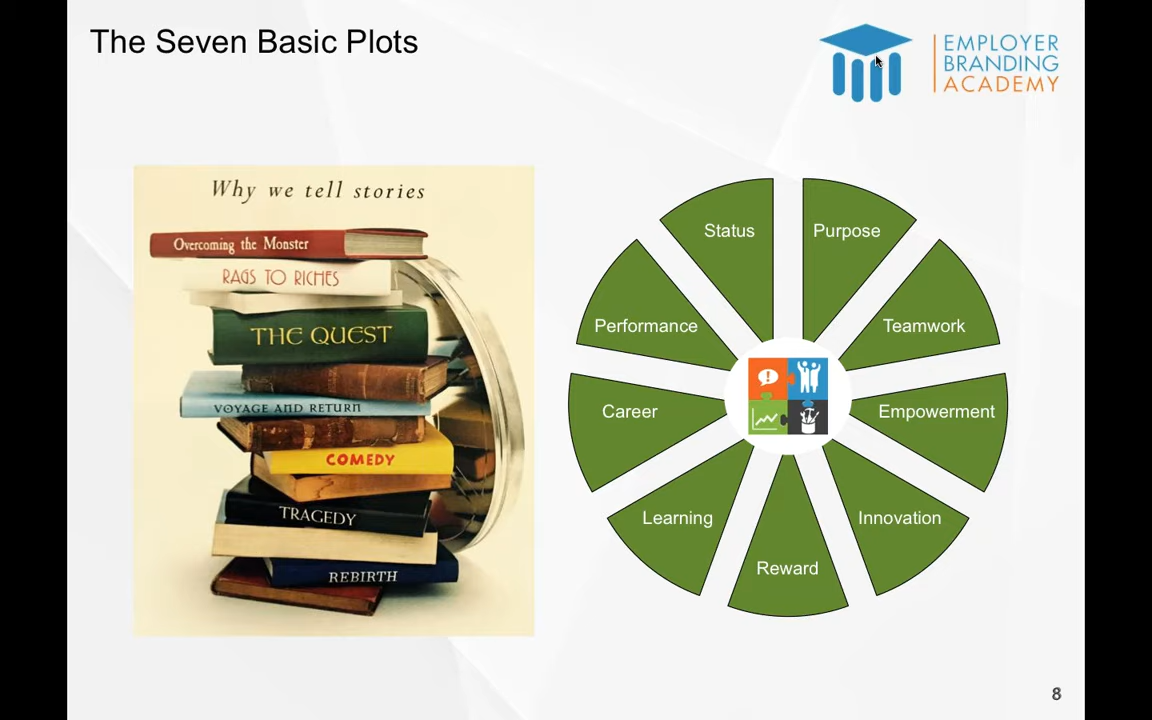 The Seven Basic Plots
EMPLOYER
BRANDING
ACADEMY
Why we tell stories
Overcoming the Monster
RAGS TO RICHES
THE QUEST
VOYAGE AND RETURN
COMEDY
TRAGEDY
REBIRTH
Status
Purpose
Performance
Teamwork
Career
Empowerment
Learning
Innovation
Reward
8